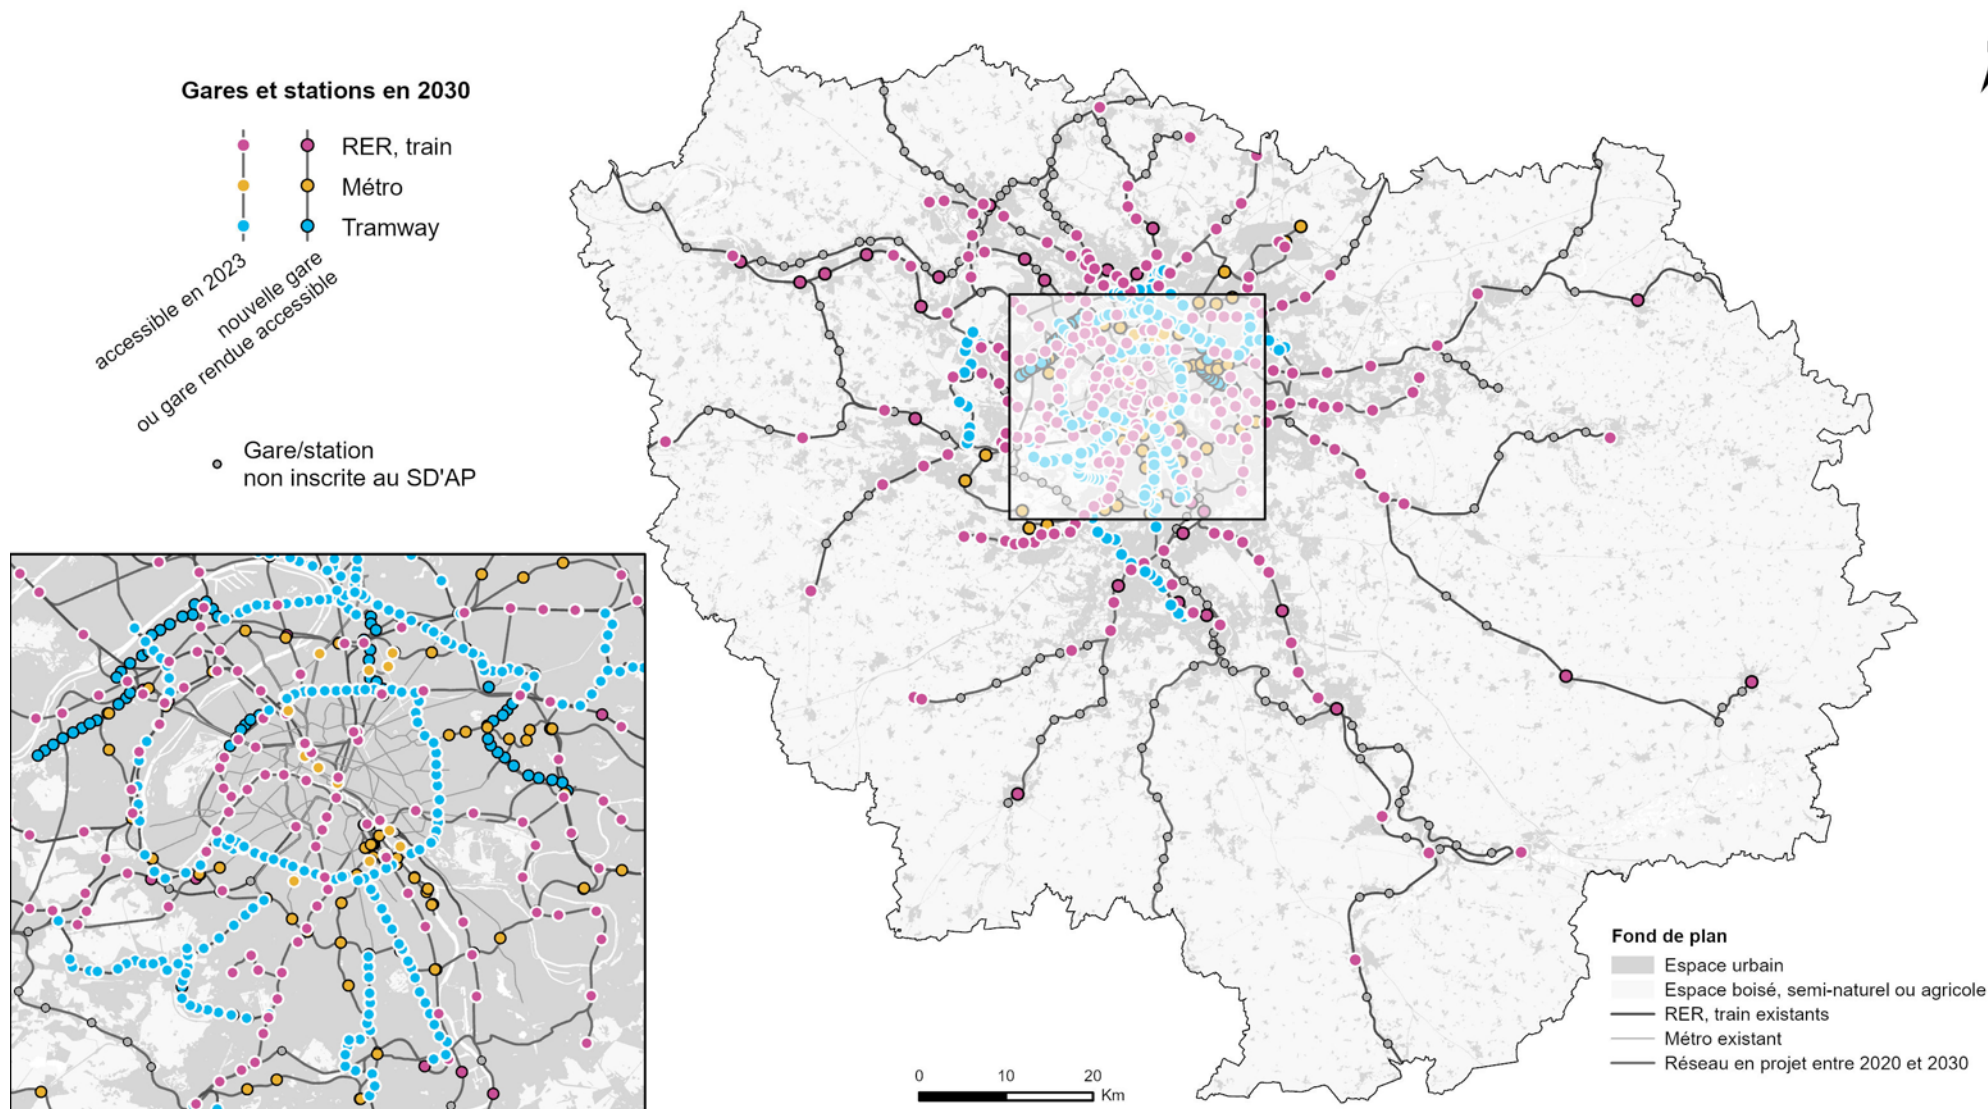 Gares et stations en 2030
RER, train
Métro
Tramway
accessible en 2023
nouvelle gare
ou gare rendue accessible
Gare/station
non inscrite au SD'AP
Fond de plan
Espace urbain
Espace boisé, semi-naturel ou agricole
RER, train existants
Métro existant
Réseau en projet entre 2020 et 2030
0 10 20
Km